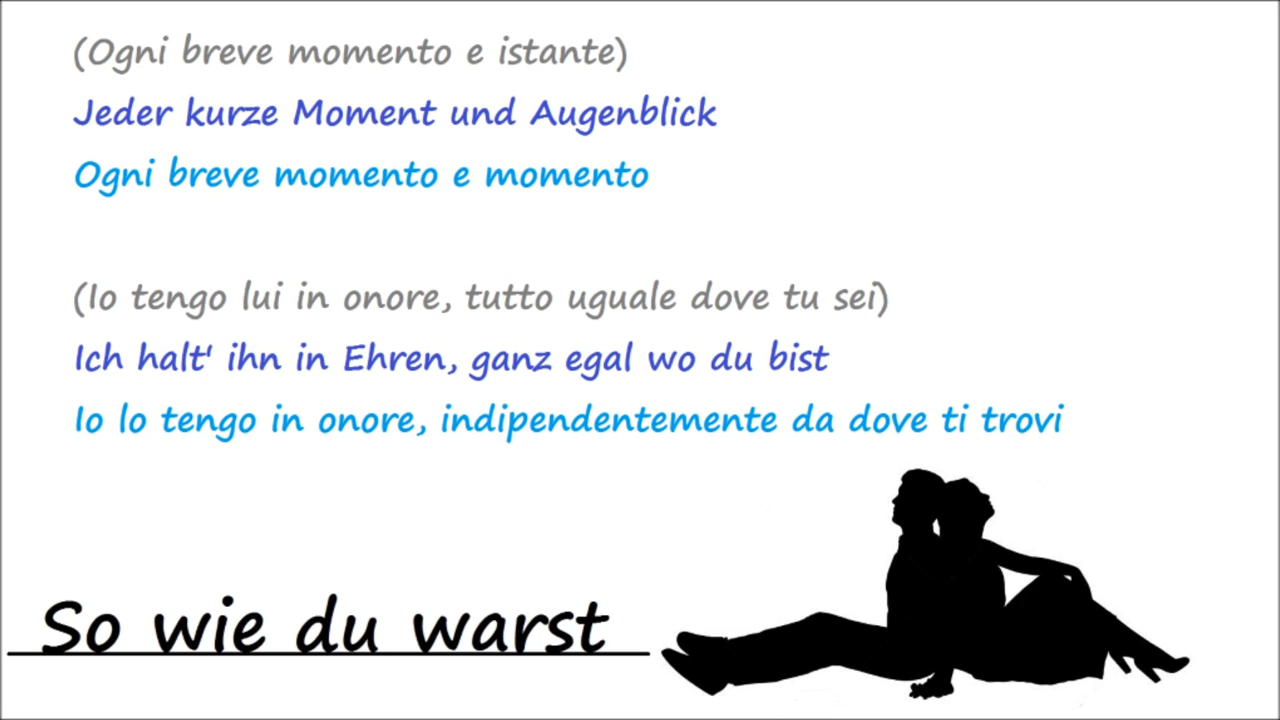 (Ogni breve momento e istante)
Jeder kurze Moment und Augenblick
Ogni breve momento e momento
(Io tengo lui in onore, tutto uguale dove tu sei)
Ich halt' ihn in Ehren, ganz egal wo du bist
Io lo tengo in onore, indipendentemente da dove ti trovi
So wie du warst